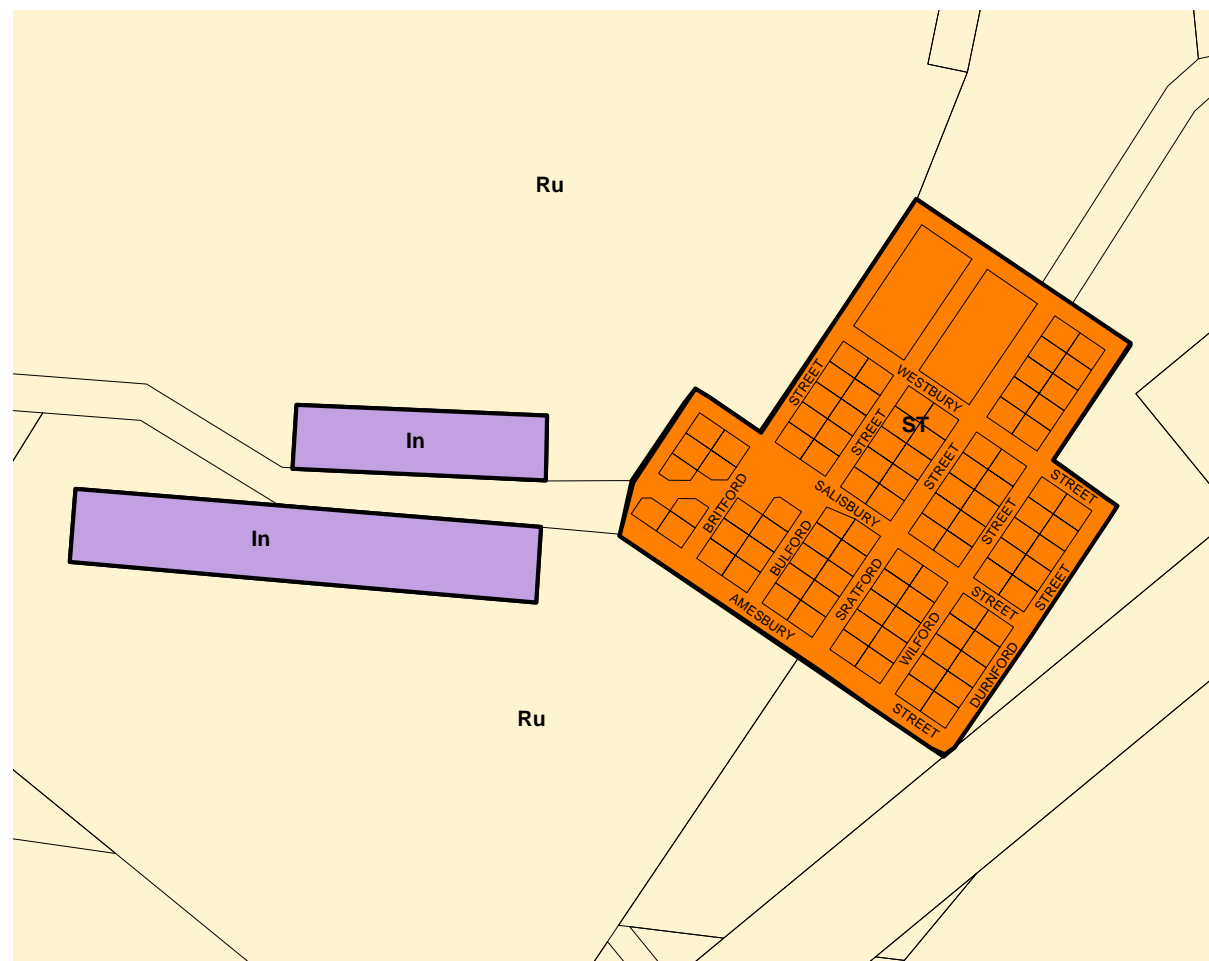 Ru
STREET
WESTBURY
ST
STREET
In
STREET
STREET
SALISBURY
BRITFORD
STREET
In
BULFORD
SRATFORD
STREET
STREET
AMESBURY
WILFORD
DURNFORD
Ru
STREET